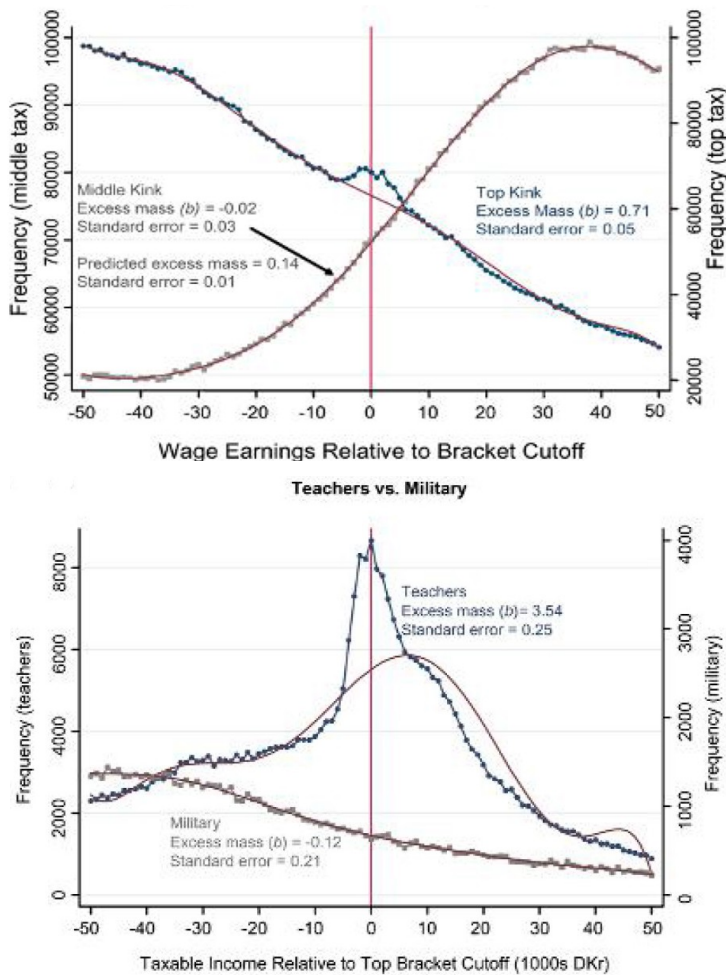 100000
90000
80000
70000
60000
50000
Frequency (middle tax)
Middle Kink
Excess mass (b) = -0.02
Standard error = 0.03
Predicted excess mass = 0.14
Standard error = 0.01
Top Kink
Excess Mass (b) = 0.71
Standard error = 0.05
100000
80000
60000
40000
20000
Frequency (top tax)
-50 -40 -30 -20 -10 0 10 20 30 40 50
Wage Earnings Relative to Bracket Cutoff
Teachers vs. Military
8000
6000
4000
2000
0
Frequency (teachers)
Teachers
Excess mass (b)= 3.54
Standard error = 0.25
Military
Excess mass (b) = -0.12
Standard error = 0.21
4000
3000
2000
1000
0
Frequency (military)
-50 -40 -30 -20 -10 0 10 20 30 40 50
Taxable Income Relative to Top Bracket Cutoff (1000s DKr)